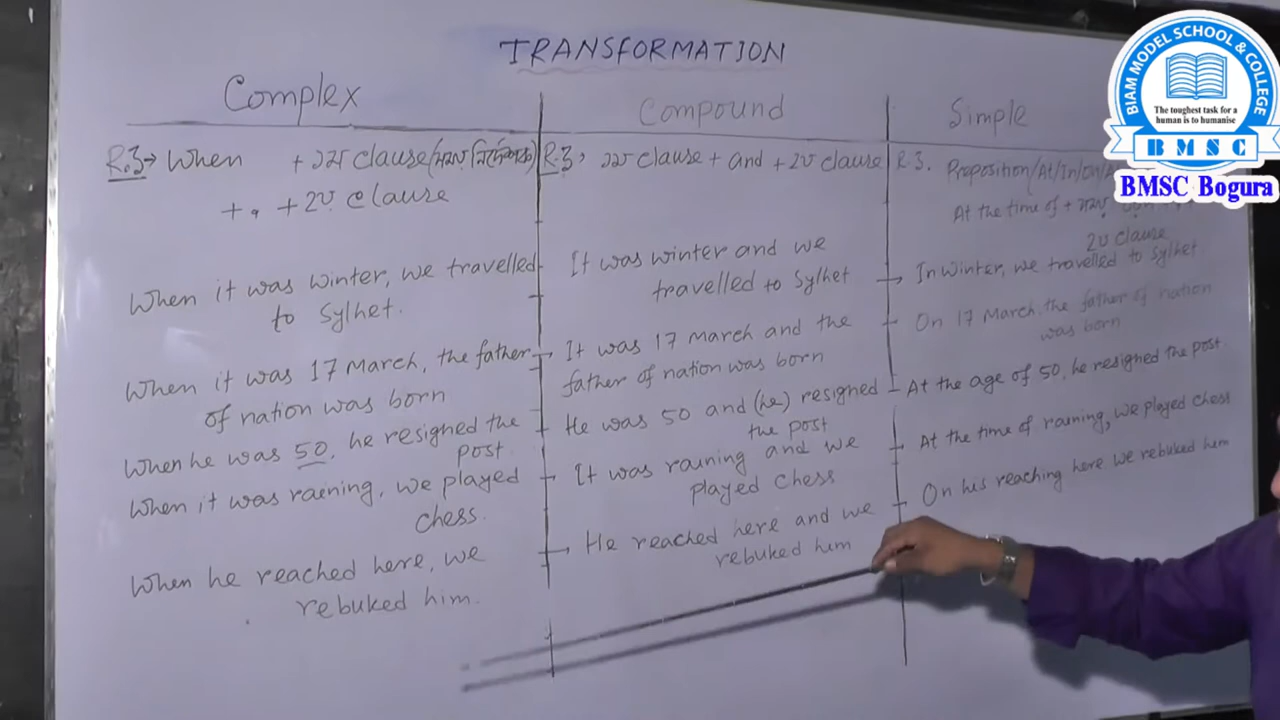 TRANSFORMATION
Complex
Compound
Simple
R.3→ When + ১ম clause
+ , + ২য় clause
R.3, ১ম clause + and + ২য় clause
R.3. Proposition/At/In/On/
At the time of + সময়
২য় clause
When it was winter, we travelled
to Sylhet.
It was winter and we
travelled to Sylhet
In winter, we travelled to Sylhet
When it was 17 March, the father
of nation was born
It was 17 March and the
father of nation was born
On 17 March the father of nation
was born
When he was 50, he resigned the
post.
He was 50 and (he) resigned
the post
At the age of 50, he resigned the post.
When it was raining, we played
chess.
It was raining and we
played chess
At the time of raining, we played chess
When he reached here, we
rebuked him.
He reached here and we
rebuked him
On his reaching here we rebuked him
BIAM MODEL SCHOOL & COLLEGE
The toughest task for a
human is to humanise
BMSC
BMSC Bogura